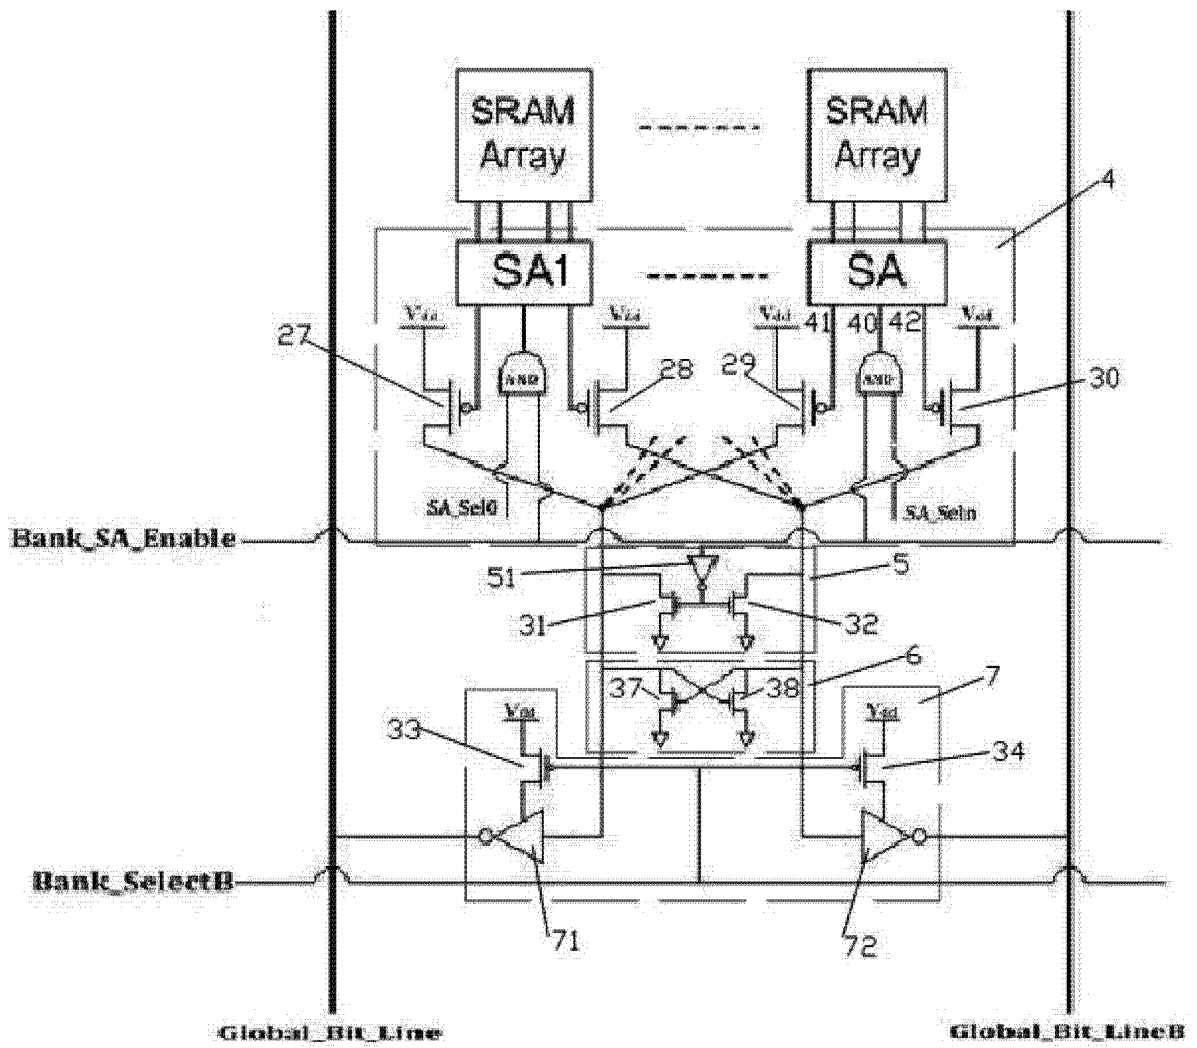 SRAM Array
SRAM Array
4
SA1
SA
Vdd
Vdd
Vdd
41
40
42
Vdd
27
AND
28
29
AND
30
SA_Sel0
SA_Seln
Bank_SA_Enable
51
5
31
32
6
37
38
7
Vdd
Vdd
33
34
Bank_SelectB
71
72
Global_Bit_Line
Global_Bit_LineB